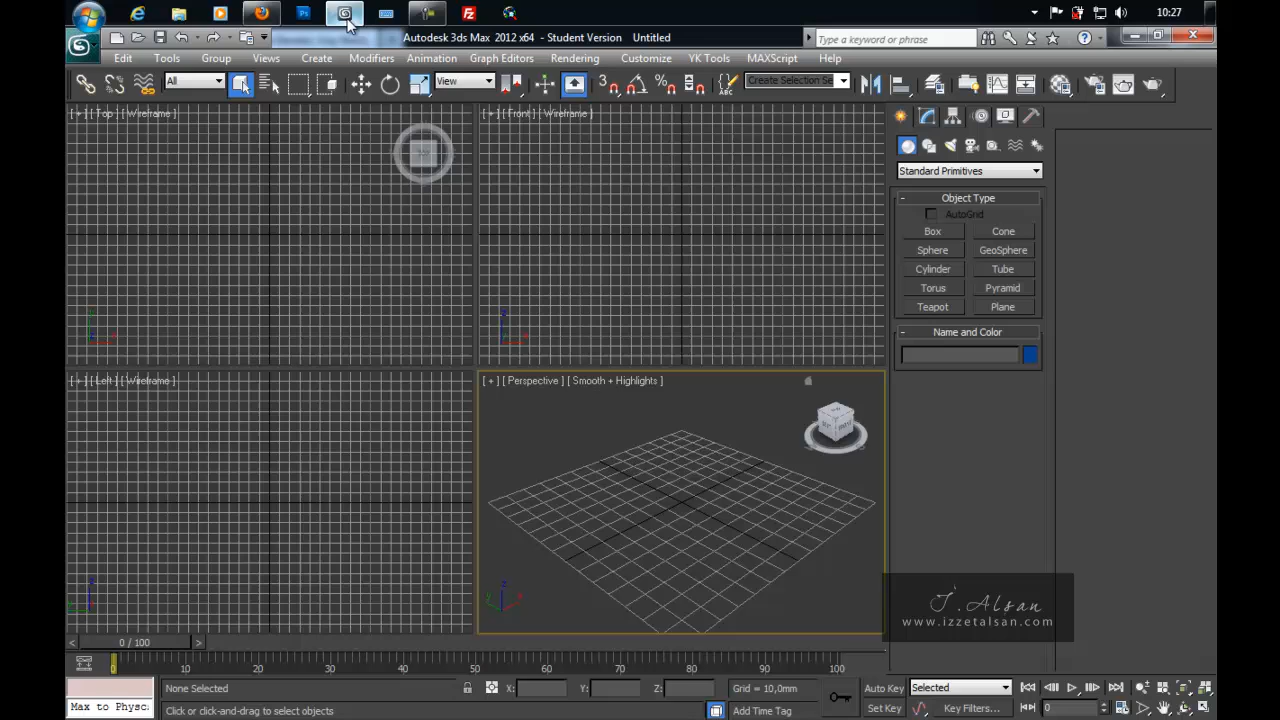 10:27
Autodesk 3ds Max 2012 x64 - Student Version Untitled
Type a keyword or phrase
Edit Tools Group Views Create Modifiers Animation Graph Editors Rendering Customize YK Tools MAXScript Help
All
View
Create Selection Se
[ + ] [ Top ] [ Wireframe ]
[ + ] [ Front ] [ Wireframe ]
TOP
Standard Primitives
- Object Type
AutoGrid
Box Cone
Sphere GeoSphere
Cylinder Tube
Torus Pyramid
Teapot Plane
- Name and Color
[ + ] [ Left ] [ Wireframe ]
[ + ] [ Perspective ] [ Smooth + Highlights ]
İ.Alsan
www.izzetalsan.com
< 0 / 100 >
0 10 20 30 40 50 60 70 80 90 100
None Selected X: Y: Z: Grid = 10,0mm Auto Key Selected
Max to Physca
Click or click-and-drag to select objects Add Time Tag Set Key Key Filters... 0